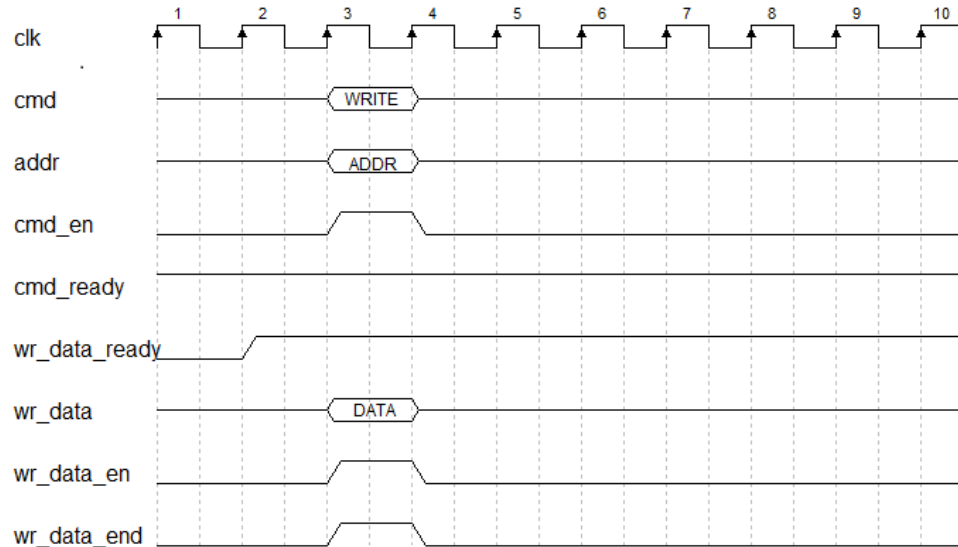 1 2 3 4 5 6 7 8 9 10
clk
cmd WRITE
addr ADDR
cmd_en
cmd_ready
wr_data_ready
wr_data DATA
wr_data_en
wr_data_end